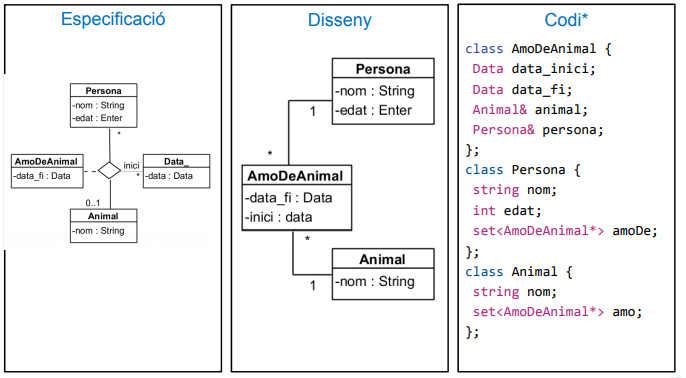 Especificació
Persona
-nom : String
-edat : Enter
*
AmoDeAnimal
-data_fi : Data
inici
*
Data_
-data : Data
0..1
Animal
-nom : String
Disseny
Persona
-nom : String
-edat : Enter
1
*
AmoDeAnimal
-data_fi : Data
-inici : data
*
1
Animal
-nom : String
Codi*
class AmoDeAnimal {
Data data_inici;
Data data_fi;
Animal& animal;
Persona& persona;
};
class Persona {
string nom;
int edat;
set<AmoDeAnimal*> amoDe;
};
class Animal {
string nom;
set<AmoDeAnimal*> amo;
};